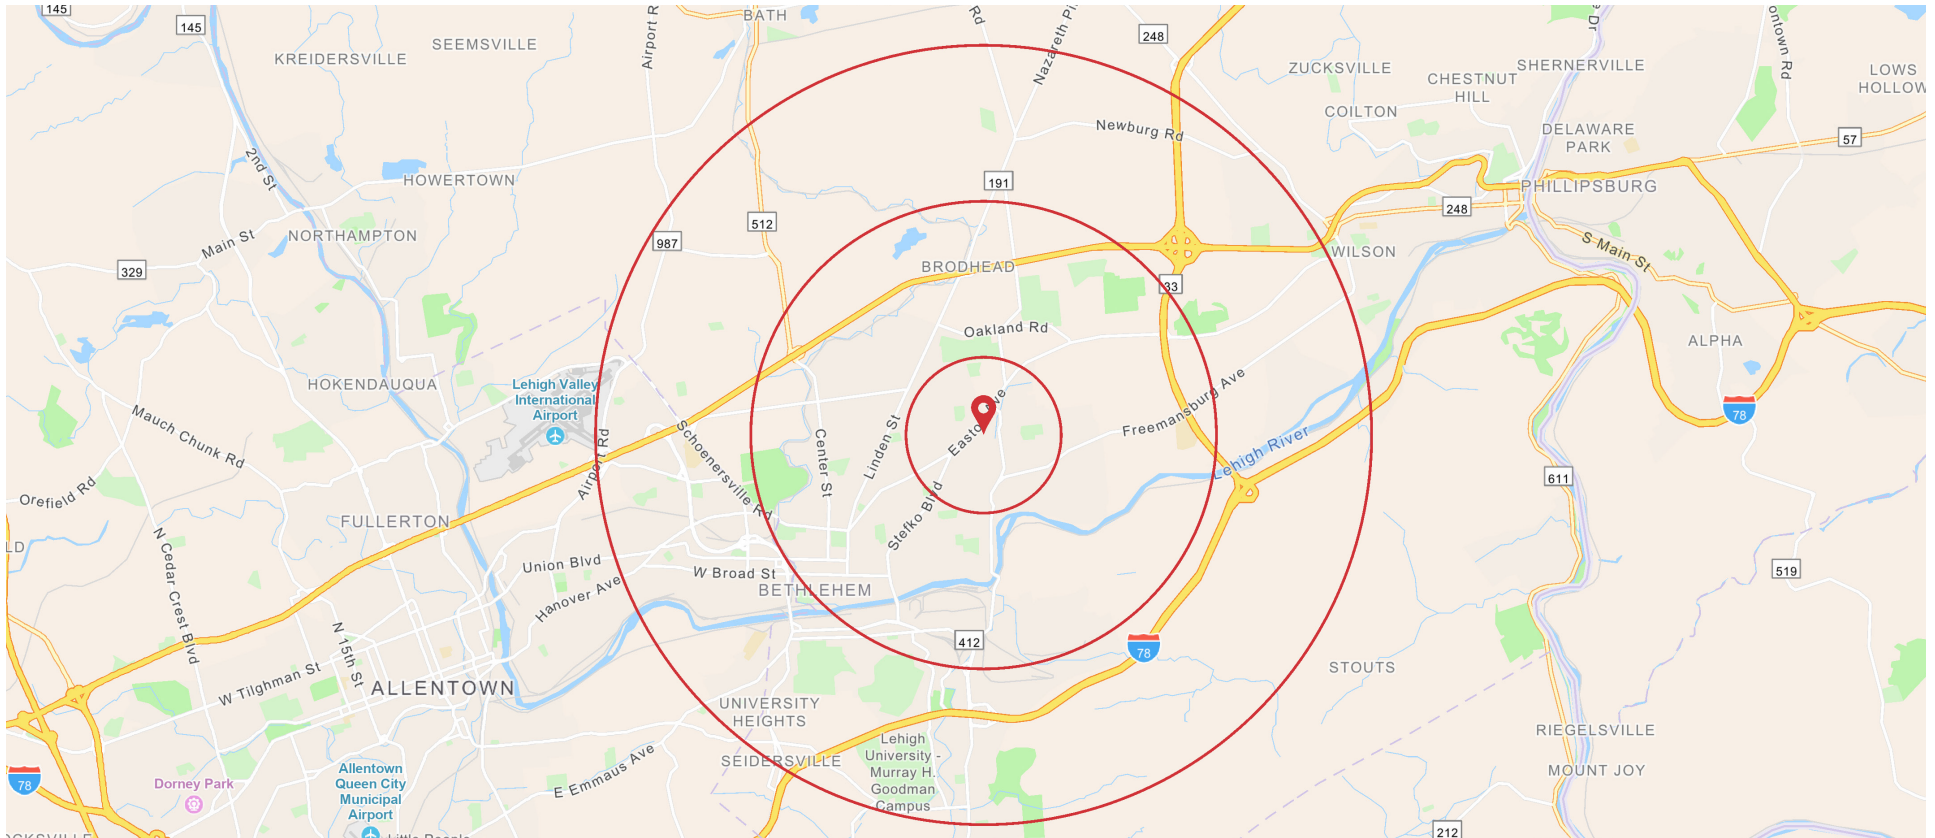 145
145
BATH
Airport R
Rd
Nazareth Pi
248
Dr
ontown Rd
KREIDERSVILLE
SEEMSVILLE
ZUCKSVILLE
CHESTNUT
HILL
SHERNERVILLE
LOWS
HOLLOW
COILTON
Newburg Rd
DELAWARE
PARK
57
2nd St
HOWERTOWN
191
PHILLIPSBURG
248
512
987
Main St
NORTHAMPTON
329
BRODHEAD
WILSON
S Main St
33
Oakland Rd
ALPHA
HOKENDAUQUA
Lehigh Valley
International
Airport
Mauch Chunk Rd
Schoenersville Rd
Center St
Linden St
Freemansburg Ave
78
Airport Rd
Lehigh River
Orefield Rd
611
Stefko Blvd
FULLERTON
LD
N Cedar Crest Blvd
Union Blvd
W Broad St
Hanover Ave
BETHLEHEM
519
412
78
N 15th St
W Tilghman St
ALLENTOWN
STOUTS
UNIVERSITY
HEIGHTS
RIEGELSVILLE
Lehigh
University -
Murray H.
Goodman
Campus
SEIDERSVILLE
MOUNT JOY
E Emmaus Ave
78
Dorney Park
Allentown
Queen City
Municipal
Airport
212